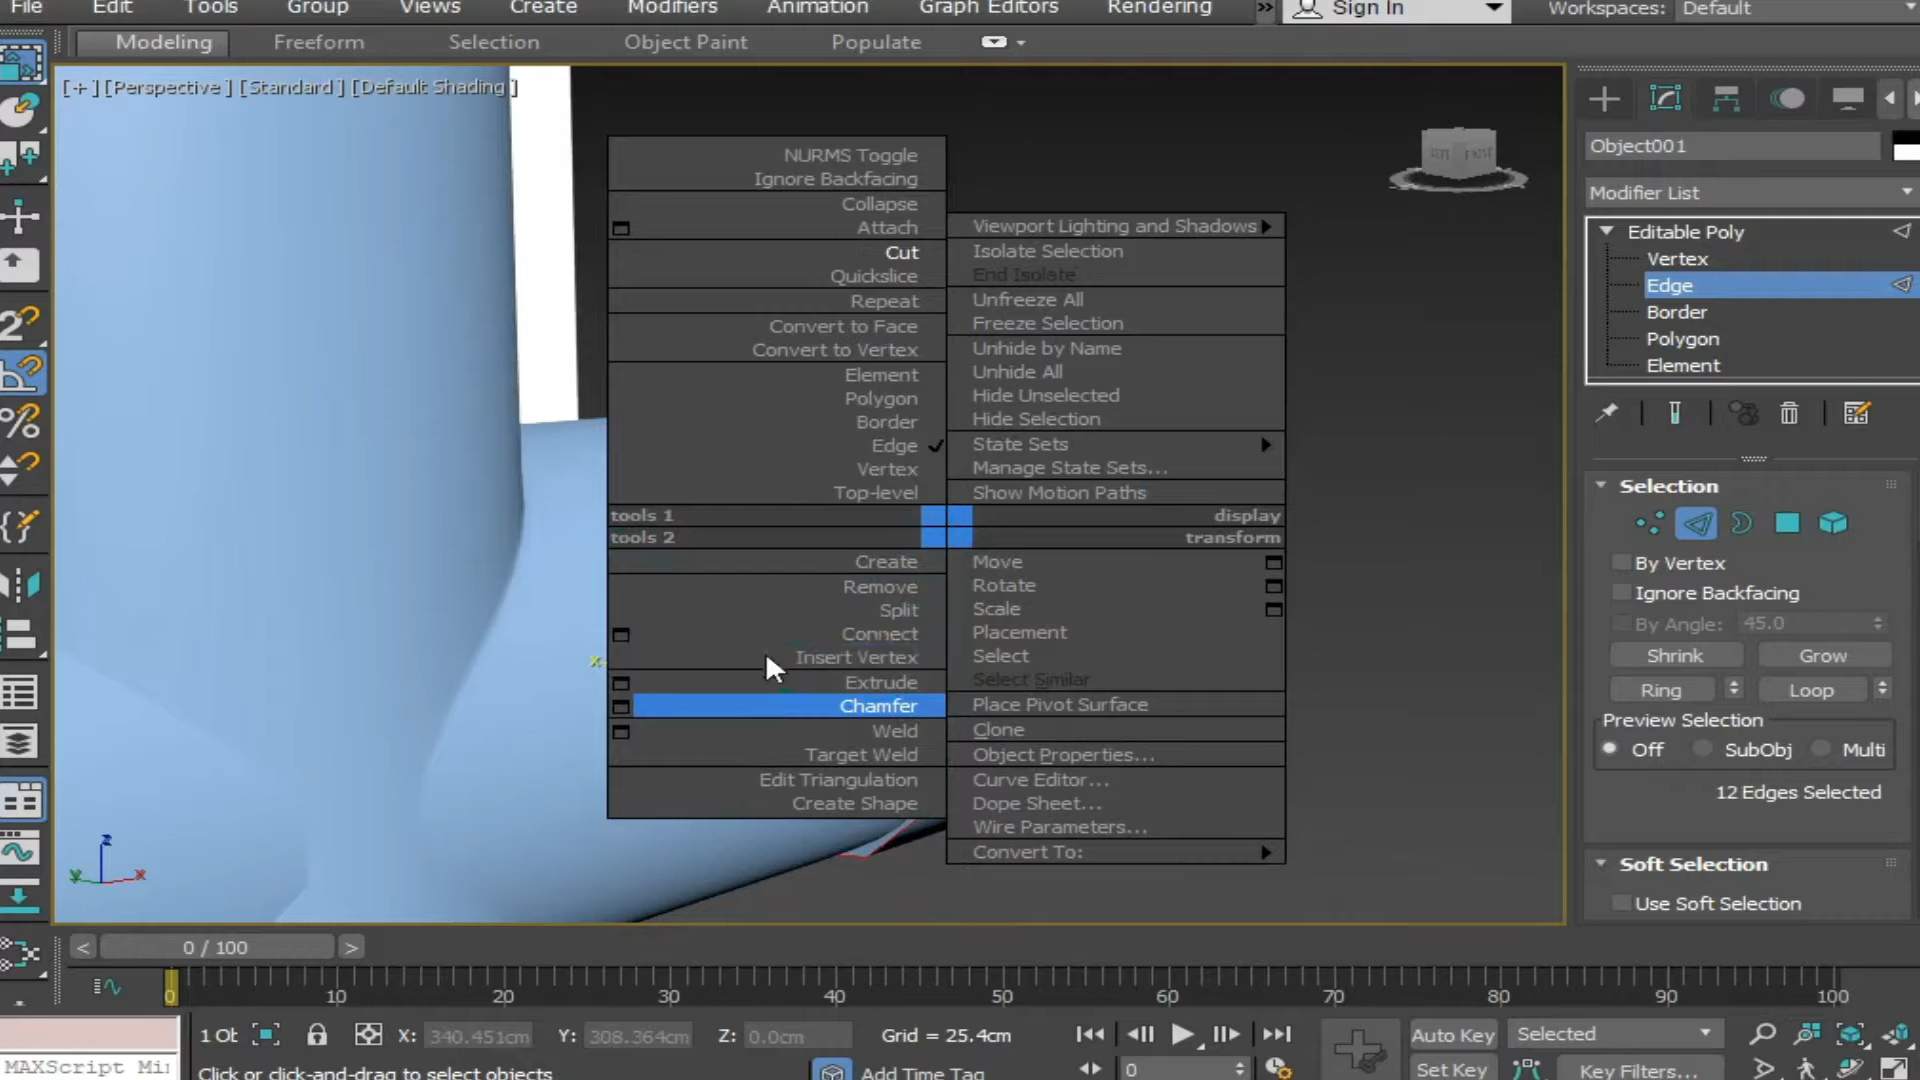 File Edit Tools Group Views Create Modifiers Animation Graph Editors Rendering >> Sign In Workspaces: Default
Modeling Freeform Selection Object Paint Populate
[+] [Perspective] [Standard] [Default Shading]
NURMS Toggle
Ignore Backfacing
Collapse
Attach
Cut
Quickslice
Repeat
Convert to Face
Convert to Vertex
Element
Polygon
Border
Edge
Vertex
Top-level
tools 1
tools 2
Create
Remove
Split
Connect
Insert Vertex
Extrude
Chamfer
Weld
Target Weld
Edit Triangulation
Create Shape
Viewport Lighting and Shadows
Isolate Selection
End Isolate
Unfreeze All
Freeze Selection
Unhide by Name
Unhide All
Hide Unselected
Hide Selection
State Sets
Manage State Sets...
Show Motion Paths
display
transform
Move
Rotate
Scale
Placement
Select
Select Similar
Place Pivot Surface
Clone
Object Properties...
Curve Editor...
Dope Sheet...
Wire Parameters...
Convert To:
x
z
y x
Object001
Modifier List
Editable Poly
Vertex
Edge
Border
Polygon
Element
Selection
By Vertex
Ignore Backfacing
By Angle: 45.0
Shrink Grow
Ring Loop
Preview Selection
Off SubObj Multi
12 Edges Selected
Soft Selection
Use Soft Selection
< 0 / 100 >
0 10 20 30 40 50 60 70 80 90 100
1 Ob X: 340.451cm Y: 308.364cm Z: 0.0cm Grid = 25.4cm Auto Key Selected
MAXScript Mi Click or click-and-drag to select objects Add Time Tag 0 Set Key Key Filters...